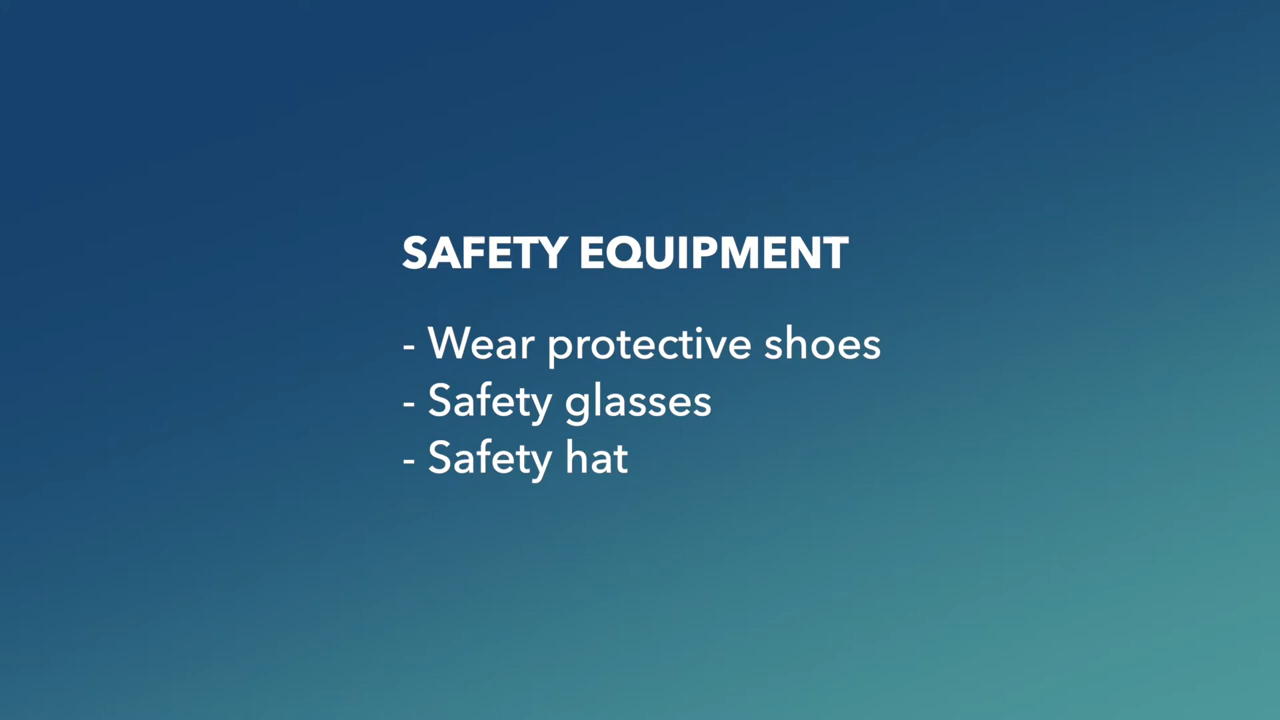 SAFETY EQUIPMENT
- Wear protective shoes
- Safety glasses
- Safety hat